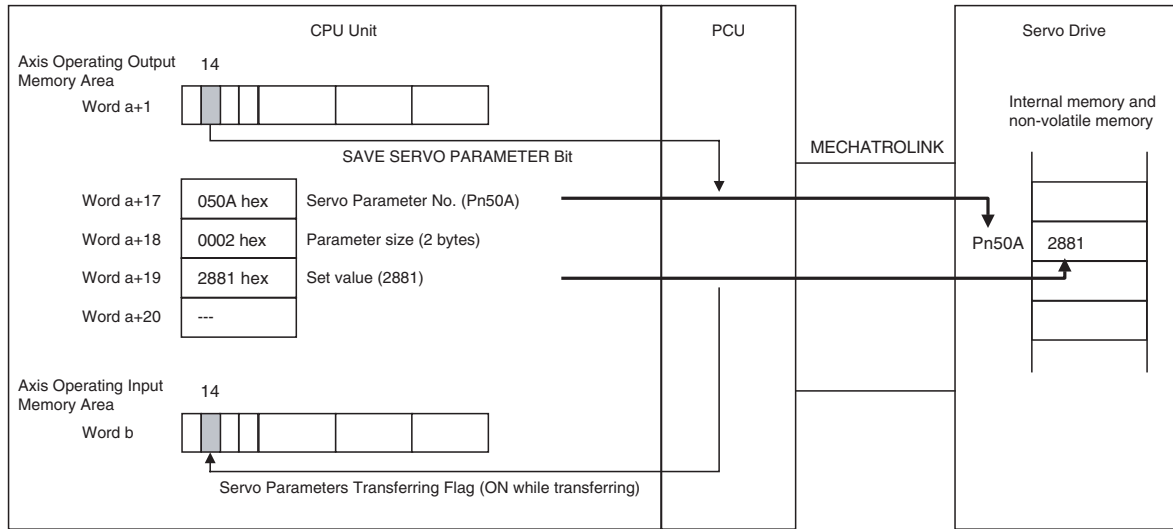 CPU Unit
PCU
Servo Drive
Axis Operating Output
Memory Area
14
Word a+1
Internal memory and
non-volatile memory
SAVE SERVO PARAMETER Bit
MECHATROLINK
Word a+17
050A hex
Servo Parameter No. (Pn50A)
Word a+18
0002 hex
Parameter size (2 bytes)
Pn50A
2881
Word a+19
2881 hex
Set value (2881)
Word a+20
---
Axis Operating Input
Memory Area
14
Word b
Servo Parameters Transferring Flag (ON while transferring)